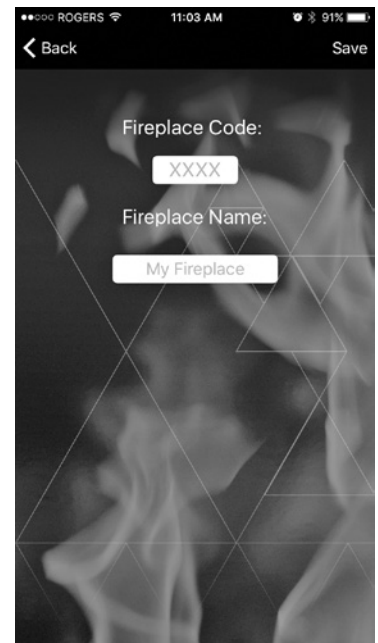 ROGERS 11:03 AM 91%
Back Save
Fireplace Code:
XXXX
Fireplace Name:
My Fireplace